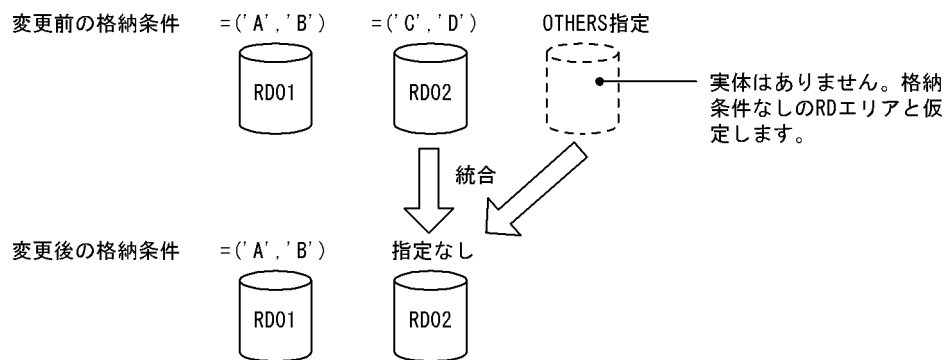 変更前の格納条件 =('A','B') =('C','D') OTHERS指定
RD01 RD02
実体はありません。格納
条件なしのRDエリアと仮
定します。
統合
変更後の格納条件 =('A','B') 指定なし
RD01 RD02